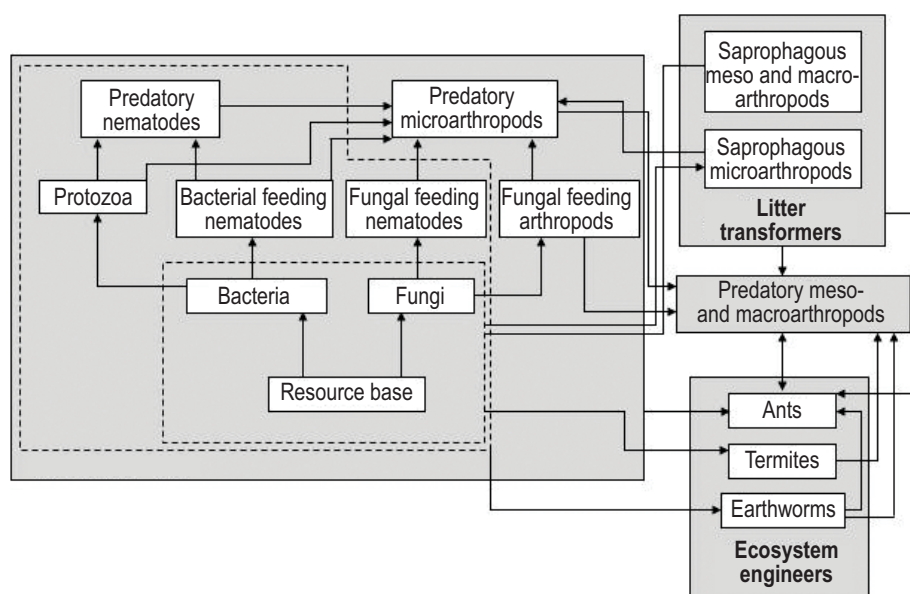 Predatory
nematodes
Predatory
microarthropods
Protozoa
Bacterial feeding
nematodes
Fungal feeding
nematodes
Fungal feeding
arthropods
Bacteria
Fungi
Resource base
Saprophagous
meso and macro-
arthropods
Saprophagous
microarthropods
Litter
transformers
Predatory meso-
and macroarthropods
Ants
Termites
Earthworms
Ecosystem
engineers